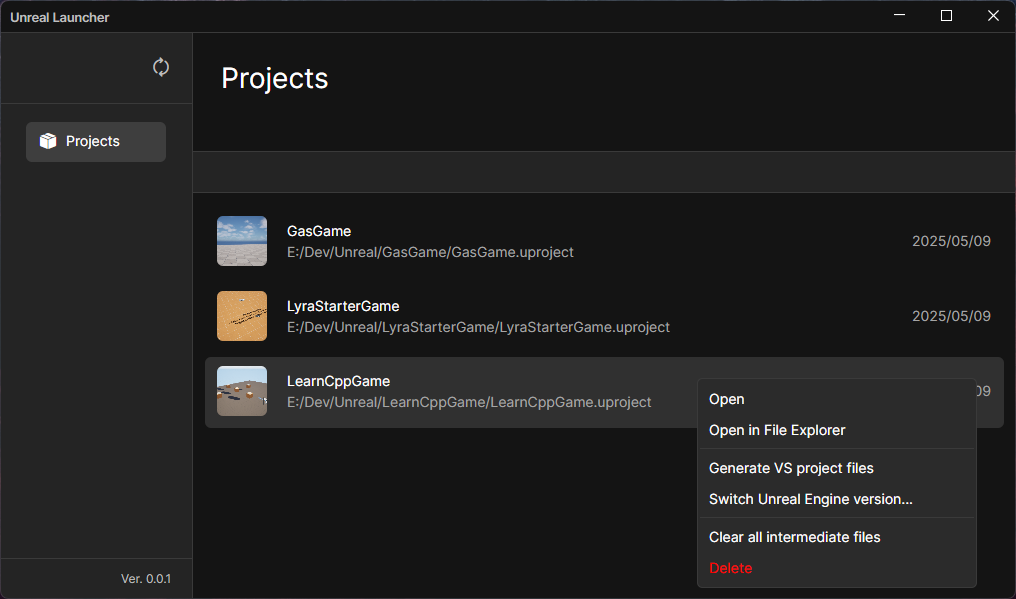 Unreal Launcher
Projects
Projects
GasGame
E:/Dev/Unreal/GasGame/GasGame.uproject
2025/05/09
LyraStarterGame
E:/Dev/Unreal/LyraStarterGame/LyraStarterGame.uproject
2025/05/09
LearnCppGame
E:/Dev/Unreal/LearnCppGame/LearnCppGame.uproject
09
Open
Open in File Explorer
Generate VS project files
Switch Unreal Engine version...
Clear all intermediate files
Delete
Ver. 0.0.1